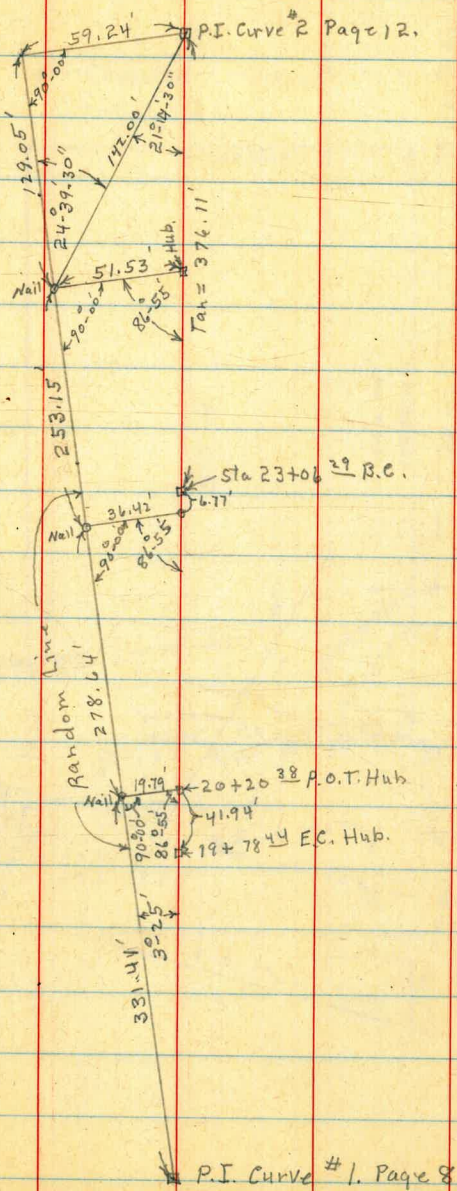 59.24'
P.I. Curve #2 Page 12.
90°-00'
129.05'
142.00'
21°-14'-30"
24°-39'-30"
Hub.
51.53'
Nail
Tan = 376.11'
90°-00'
86°-55'
253.15'
Sta 23+06 29 B.C.
6.77'
36.42'
Nail
90°-00'
86°-55'
Random Line
278.64'
19.79'
20+20 38 P.O.T. Hub
Nail
41.94'
90°00'
86°-55'
19+78 44 E.C. Hub.
3°-25'
331.41'
P.I. Curve #1. Page 8